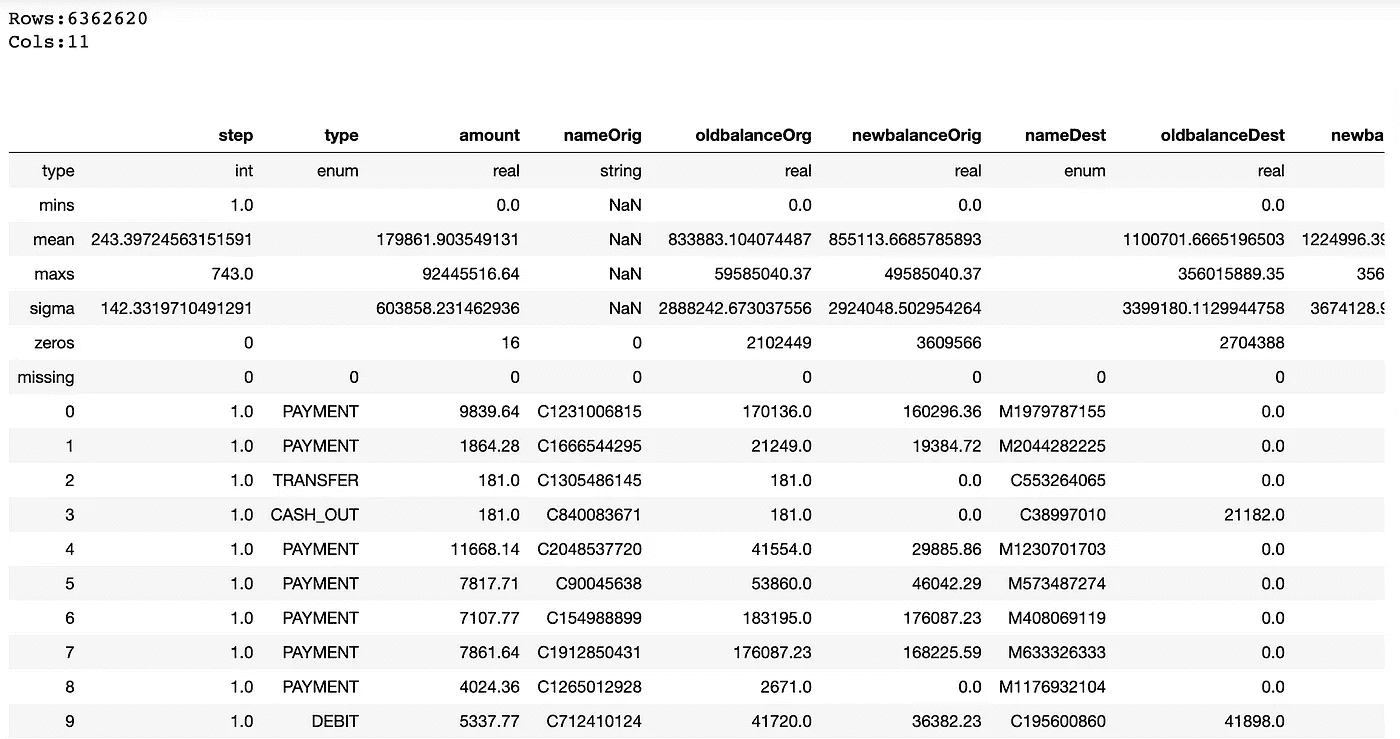 Rows:6362620
Cols:11
step type amount nameOrig oldbalanceOrg newbalanceOrig nameDest oldbalanceDest newba
type int enum real string real real enum real
mins 1.0 0.0 NaN 0.0 0.0 0.0
mean 243.39724563151591 179861.903549131 NaN 833883.104074487 855113.6685785893 1100701.6665196503 1224996.39
maxs 743.0 92445516.64 NaN 59585040.37 49585040.37 356015889.35 356
sigma 142.3319710491291 603858.231462936 NaN 2888242.673037556 2924048.502954264 3399180.1129944758 3674128.9
zeros 0 16 0 2102449 3609566 2704388
missing 0 0 0 0 0 0 0 0
0 1.0 PAYMENT 9839.64 C1231006815 170136.0 160296.36 M1979787155 0.0
1 1.0 PAYMENT 1864.28 C1666544295 21249.0 19384.72 M2044282225 0.0
2 1.0 TRANSFER 181.0 C1305486145 181.0 0.0 C553264065 0.0
3 1.0 CASH_OUT 181.0 C840083671 181.0 0.0 C38997010 21182.0
4 1.0 PAYMENT 11668.14 C2048537720 41554.0 29885.86 M1230701703 0.0
5 1.0 PAYMENT 7817.71 C90045638 53860.0 46042.29 M573487274 0.0
6 1.0 PAYMENT 7107.77 C154988899 183195.0 176087.23 M408069119 0.0
7 1.0 PAYMENT 7861.64 C1912850431 176087.23 168225.59 M633326333 0.0
8 1.0 PAYMENT 4024.36 C1265012928 2671.0 0.0 M1176932104 0.0
9 1.0 DEBIT 5337.77 C712410124 41720.0 36382.23 C195600860 41898.0